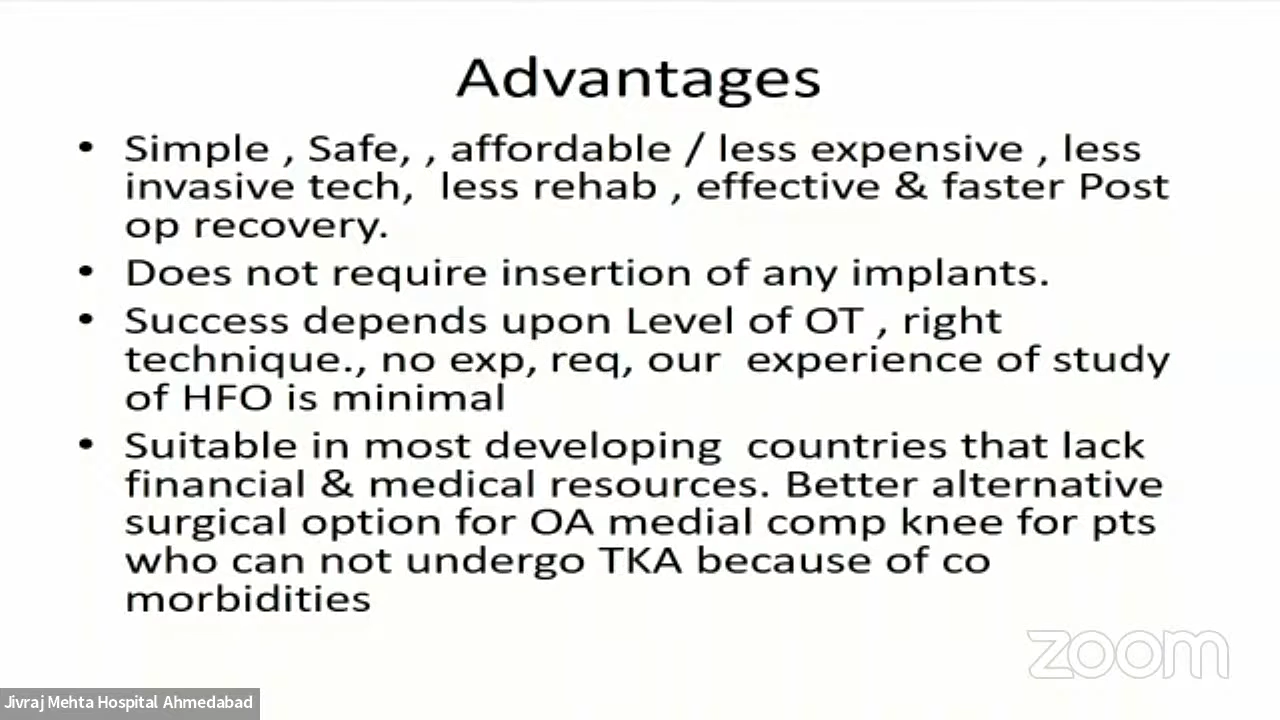 Advantages
• Simple , Safe, , affordable / less expensive , less
invasive tech, less rehab , effective & faster Post
op recovery.
• Does not require insertion of any implants.
• Success depends upon Level of OT , right
technique., no exp, req, our experience of study
of HFO is minimal
• Suitable in most developing countries that lack
financial & medical resources. Better alternative
surgical option for OA medial comp knee for pts
who can not undergo TKA because of co
morbidities
zoom
Jivraj Mehta Hospital Ahmedabad